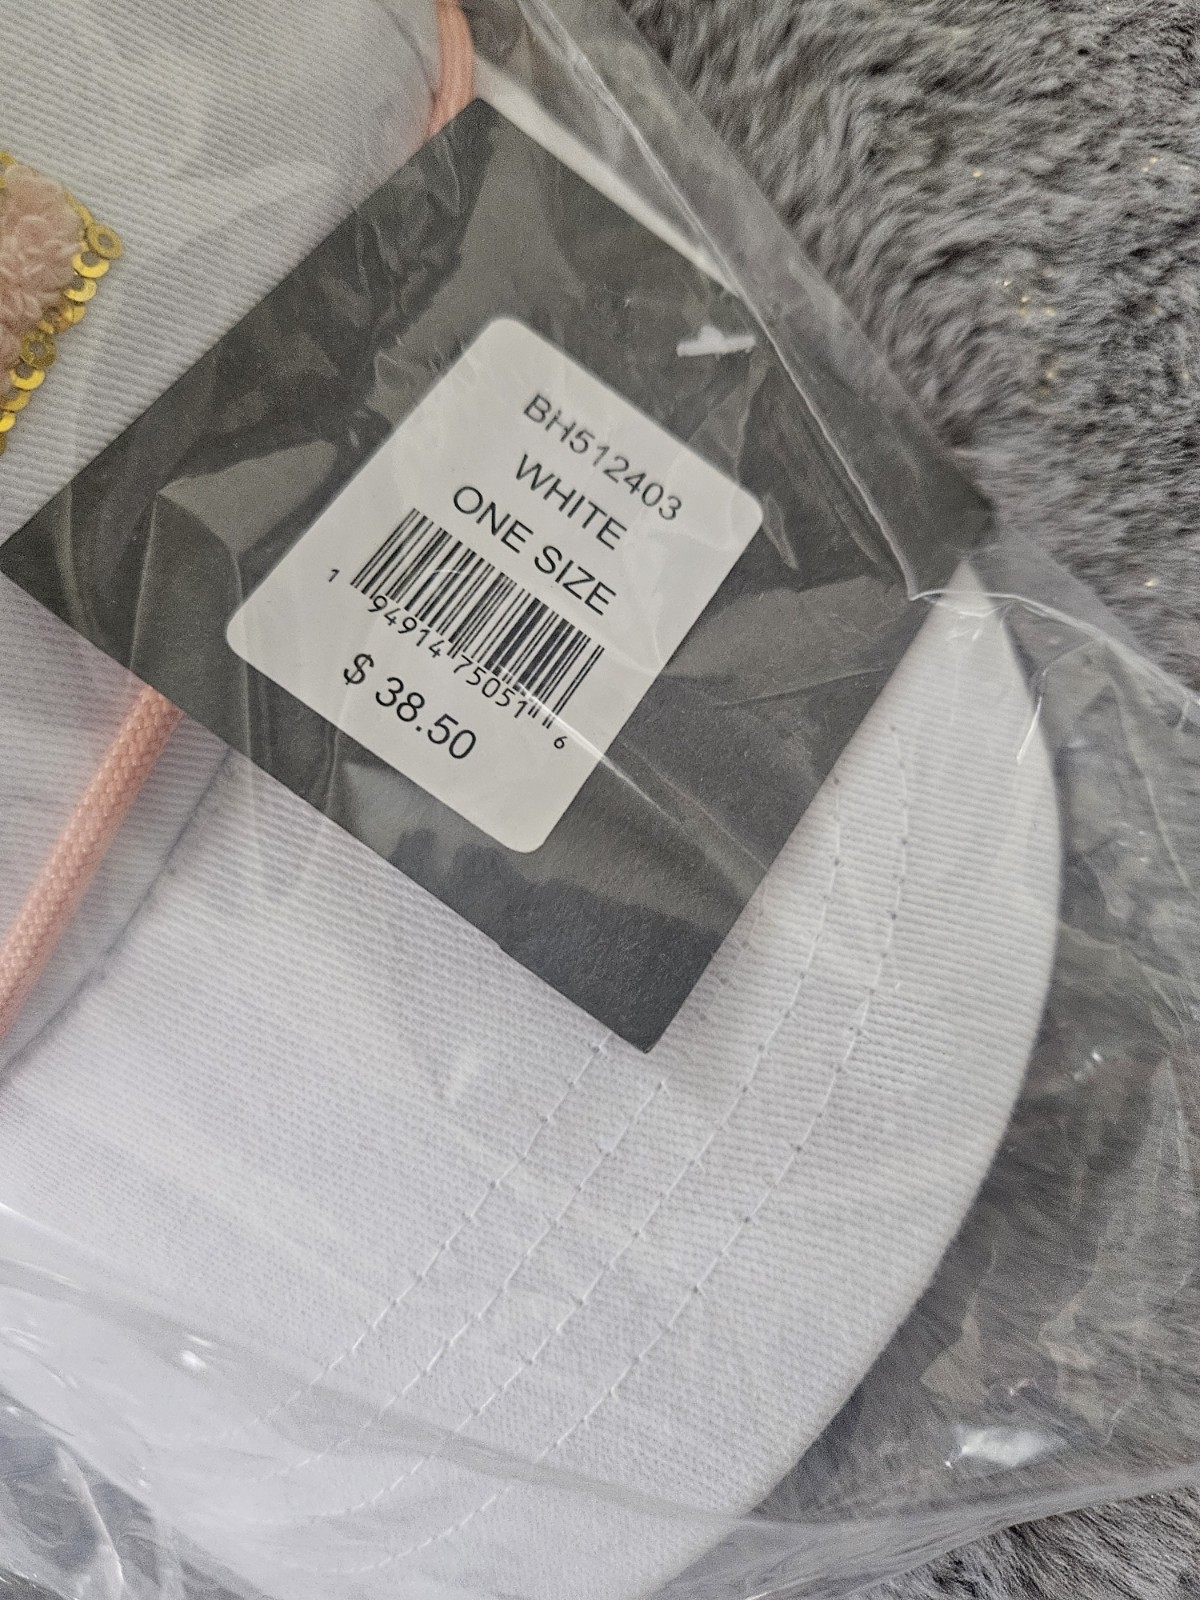 BH512403
WHITE
ONE SIZE
1 94914 75051 6
$ 38.50